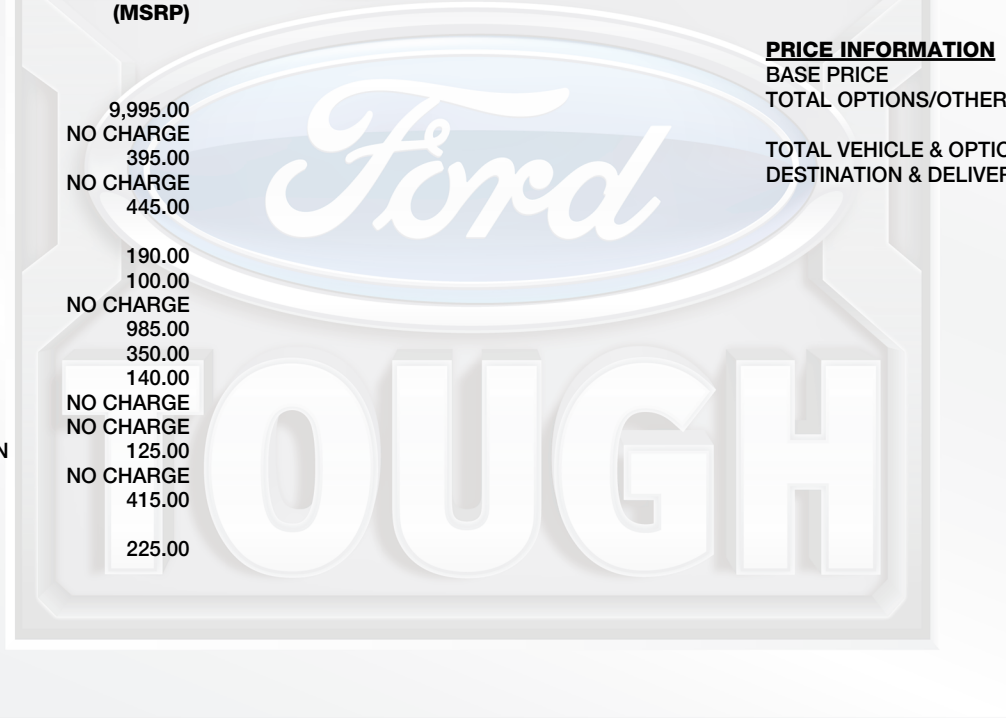 (MSRP)
9,995.00
NO CHARGE
395.00
NO CHARGE
445.00
190.00
100.00
NO CHARGE
985.00
350.00
140.00
NO CHARGE
NO CHARGE
N 125.00
NO CHARGE
415.00
225.00
PRICE INFORMATION
BASE PRICE
TOTAL OPTIONS/OTHER
TOTAL VEHICLE & OPTIO
DESTINATION & DELIVER
Ford
TOUGH